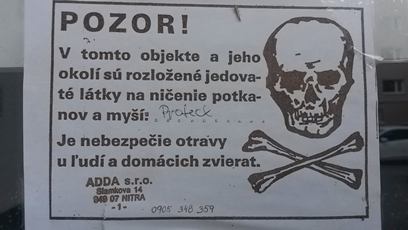 POZOR!
V tomto objekte a jeho
okolí sú rozložené jedova-
té látky na ničenie potka-
nov a myší: Protect
Je nebezpečie otravy
u ľudí a domácich zvierat.
ADDA s.r.o.
Slamkova 14
949 07 NITRA
-1-
0905 348 359